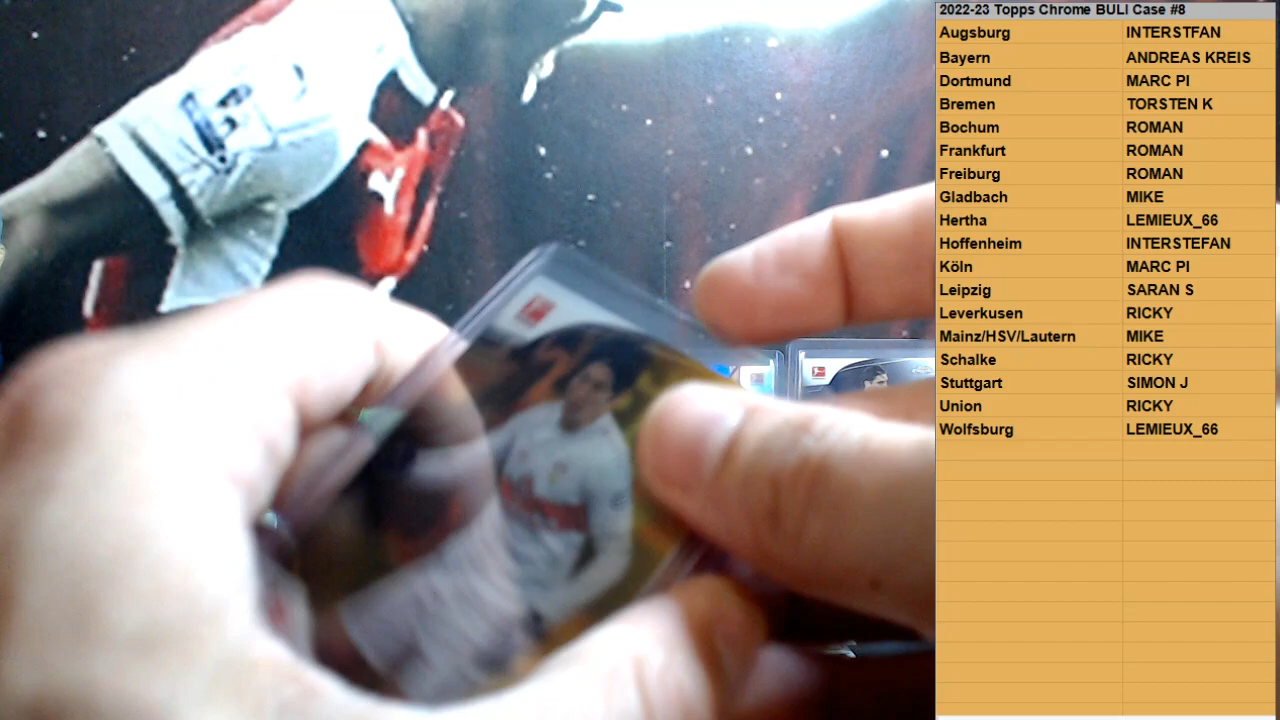 2022-23 Topps Chrome BULI Case #8
Augsburg INTERSTFAN
Bayern ANDREAS KREIS
Dortmund MARC PI
Bremen TORSTEN K
Bochum ROMAN
Frankfurt ROMAN
Freiburg ROMAN
Gladbach MIKE
Hertha LEMIEUX_66
Hoffenheim INTERSTEFAN
Köln MARC PI
Leipzig SARAN S
Leverkusen RICKY
Mainz/HSV/Lautern MIKE
Schalke RICKY
Stuttgart SIMON J
Union RICKY
Wolfsburg LEMIEUX_66